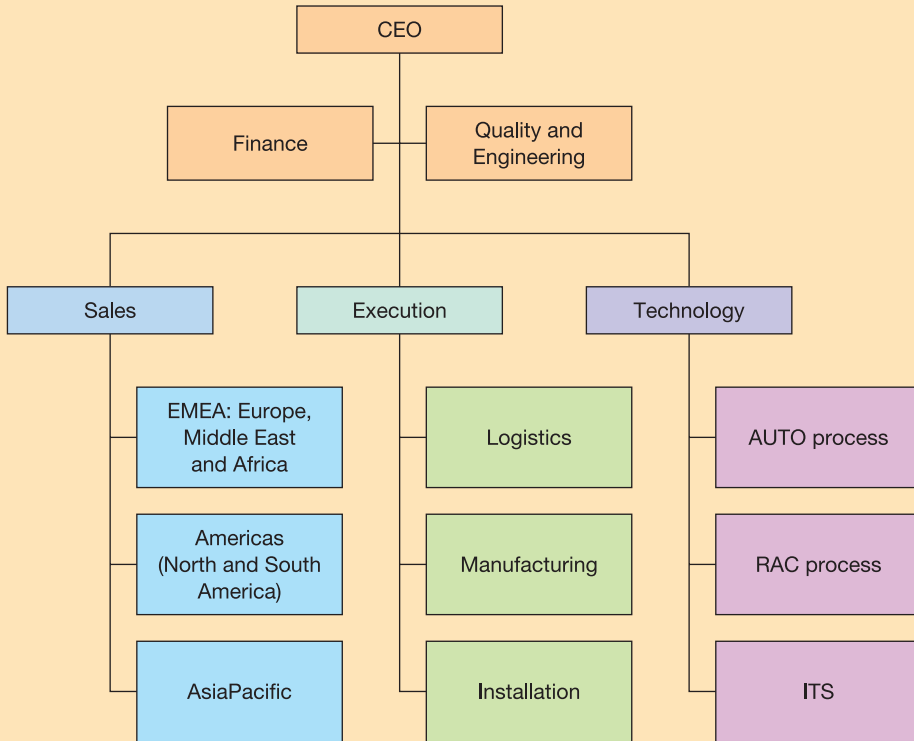 CEO
Finance
Quality and
Engineering
Sales
Execution
Technology
EMEA: Europe,
Middle East
and Africa
Logistics
AUTO process
Americas
(North and South
America)
Manufacturing
RAC process
AsiaPacific
Installation
ITS